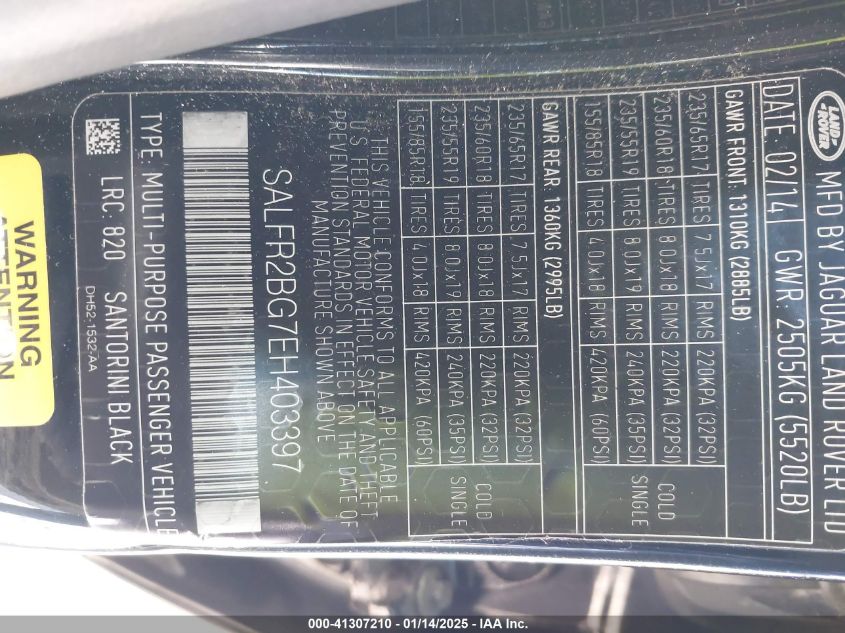 LAND
ROVER
MFD BY JAGUAR LAND ROVER LTD
DATE: 02/14 GWR: 2505KG (5520LB)
GAWR FRONT: 1310KG (2885LB)
235/65R17 TIRES 7.5Jx17 RIMS 220KPA (32PSI)
235/60R18 TIRES 8.0Jx18 RIMS 220KPA (32PSI) COLD
235/55R19 TIRES 8.0Jx19 RIMS 240KPA (35PSI) SINGLE
155/85R18 TIRES 4.0Jx18 RIMS 420KPA (60PSI)
GAWR REAR: 1360KG (2995LB)
235/65R17 TIRES 7.5Jx17 RIMS 220KPA (32PSI)
235/60R18 TIRES 8.0Jx18 RIMS 220KPA (32PSI) COLD
235/55R19 TIRES 8.0Jx19 RIMS 240KPA (35PSI) SINGLE
155/85R18 TIRES 4.0Jx18 RIMS 420KPA (60PSI)
THIS VEHICLE CONFORMS TO ALL APPLICABLE
U.S FEDERAL MOTOR VEHICLE SAFETY AND THEFT
PREVENTION STANDARDS IN EFFECT ON THE DATE OF
MANUFACTURE SHOWN ABOVE
SALFR2BG7EH403397
TYPE: MULTI-PURPOSE PASSENGER VEHICLE
LRC: 820 SANTORINI BLACK
DH52-1532-AA
WARNING
ATTENTION
000-41307210 - 01/14/2025 - IAA Inc.